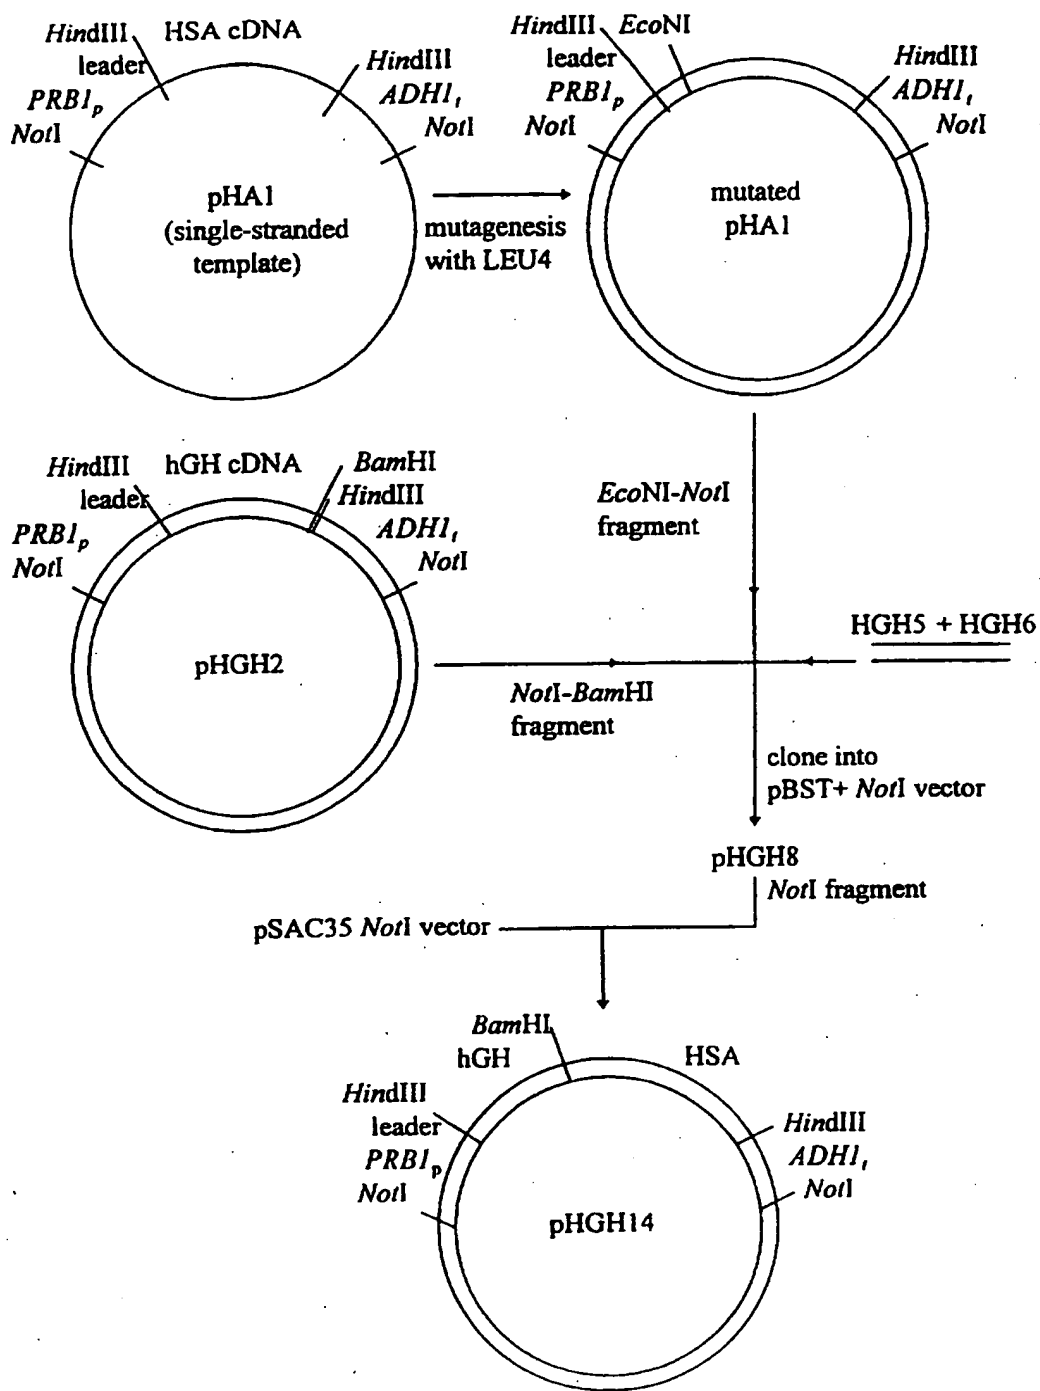 HindIII HSA cDNA
leader
PRB1p
NotI
HindIII
ADH1t
NotI
pHA1
(single-stranded
template)
mutagenesis
with LEU4
HindIII EcoNI
leader
PRB1p
NotI
HindIII
ADH1t
NotI
mutated
pHA1
HindIII hGH cDNA
leader
PRB1p
NotI
BamHI
HindIII
ADH1t
NotI
pHGH2
EcoNI-NotI
fragment
HGH5 + HGH6
NotI-BamHI
fragment
clone into
pBST+ NotI vector
pHGH8
NotI fragment
pSAC35 NotI vector
BamHI
hGH
HSA
HindIII
leader
PRB1p
NotI
HindIII
ADH1t
NotI
pHGH14